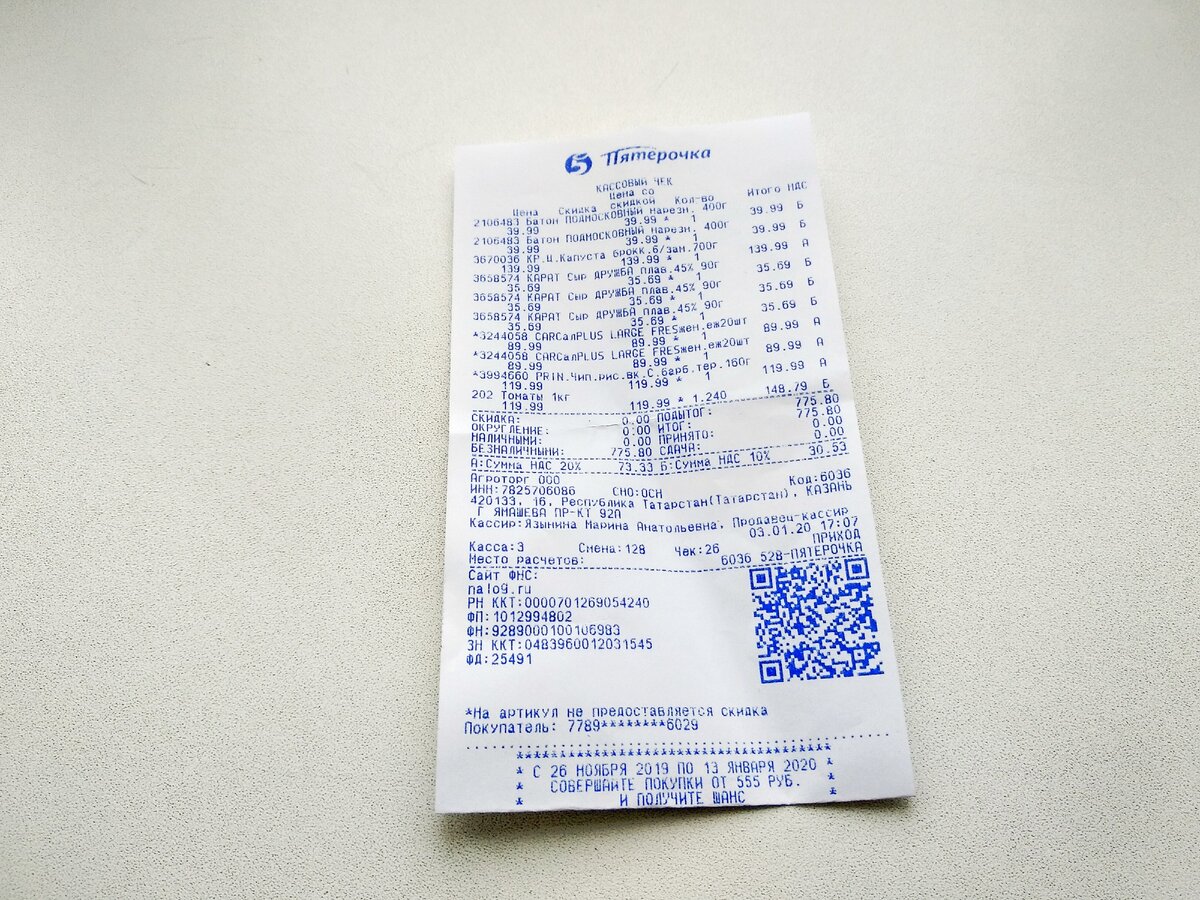 5 Пятёрочка
КАССОВЫЙ ЧЕК
Цена со
Цена Скидка скидкой Кол-во Итого НДС
2106483 Батон ПОДМОСКОВНЫЙ нарезн. 400г
39.99 39.99 * 1 39.99 Б
2106483 Батон ПОДМОСКОВНЫЙ нарезн. 400г
39.99 39.99 * 1 39.99 Б
3670036 КР.Ц.Капуста брокк.б/зам.700г
139.99 139.99 * 1 139.99 А
3658574 КАРАТ Сыр ДРУЖБА плав.45% 90г
35.69 35.69 * 1 35.69 Б
3658574 КАРАТ Сыр ДРУЖБА плав.45% 90г
35.69 35.69 * 1 35.69 Б
3658574 КАРАТ Сыр ДРУЖБА плав.45% 90г
35.69 35.69 * 1 35.69 Б
*3244058 CARСалPLUS LARGE FRESжен.еж20шт
89.99 89.99 * 1 89.99 А
*3244058 CARСалPLUS LARGE FRESжен.еж20шт
89.99 89.99 * 1 89.99 А
*3994660 PRIN.Чип.рис.вк.С.барб.тер.160г
119.99 119.99 * 1 119.99 А
202 Томаты 1кг
119.99 119.99 * 1.240 148.79 Б
СКИДКА: 0.00 ПОДЫТОГ: 775.80
ОКРУГЛЕНИЕ: 0.00 ИТОГ: 775.80
НАЛИЧНЫМИ: 0.00 ПРИНЯТО: 0.00
БЕЗНАЛИЧНЫМИ: 775.80 СДАЧА: 0.00
А:Сумма НДС 20% 73.33 Б:Сумма НДС 10% 30.53
Агроторг ООО
ИНН:7825706086 СНО:ОСН Код:6036
420133, 16, Республика Татарстан(Татарстан), КАЗАНЬ
Г ЯМАШЕВА ПР-КТ 92А
Кассир:Язынина Марина Анатольевна, Продавец-кассир
03.01.20 17:07
Касса:3 Смена:128 Чек:26 ПРИХОД
Место расчетов: 6036 528-ПЯТЕРОЧКА
Сайт ФНС:
nalog.ru
РН ККТ:0000701269054240
ФП:1012994802
ФН:9289000100106983
ЗН ККТ:0483960012031545
ФД:25491
*На артикул не предоставляется скидка
Покупатель: 7789********6029
****************************
* С 26 НОЯБРЯ 2019 ПО 13 ЯНВАРЯ 2020 *
* СОВЕРШАЙТЕ ПОКУПКИ ОТ 555 РУБ. *
* И ПОЛУЧИТЕ ШАНС *